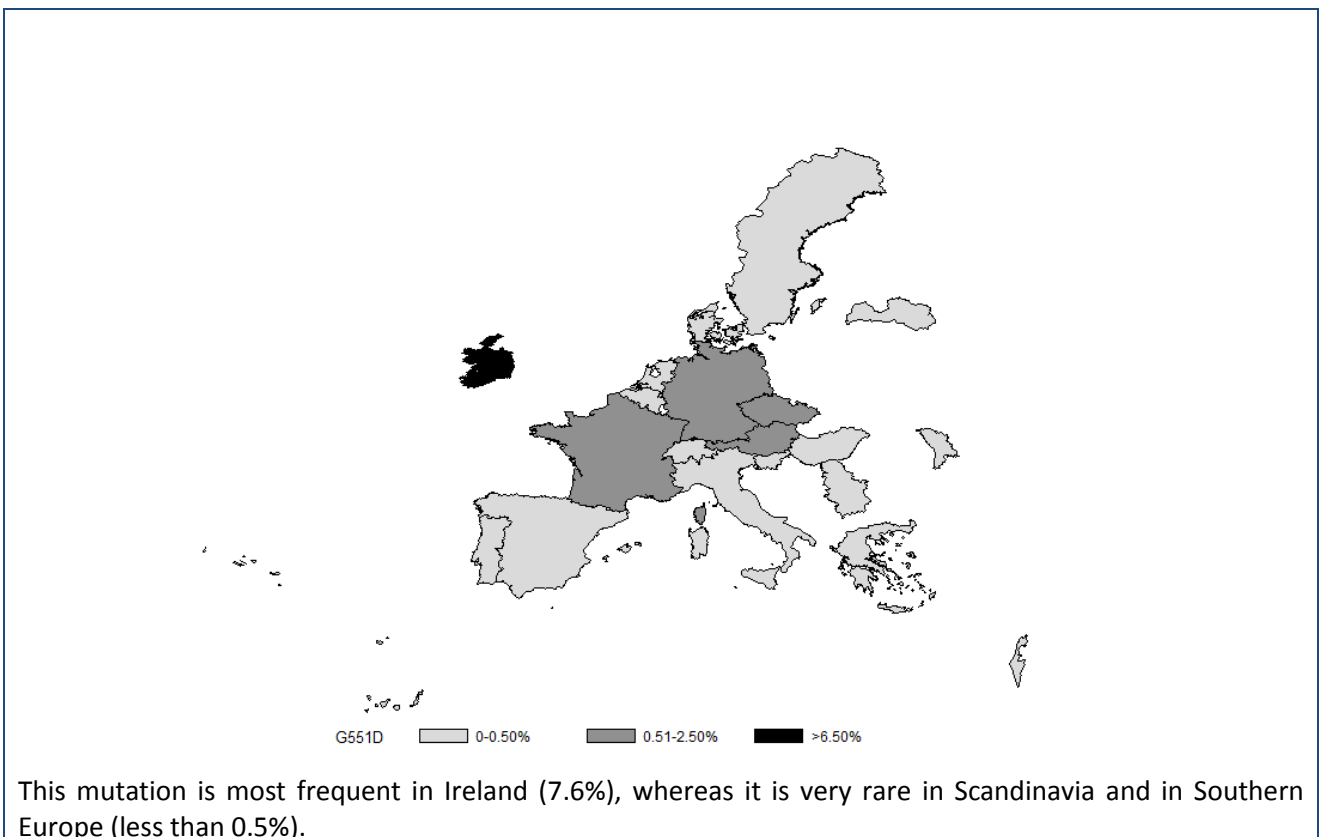 G551D 0-0.50% 0.51-2.50% >6.50%
This mutation is most frequent in Ireland (7.6%), whereas it is very rare in Scandinavia and in Southern
Europe (less than 0.5%).